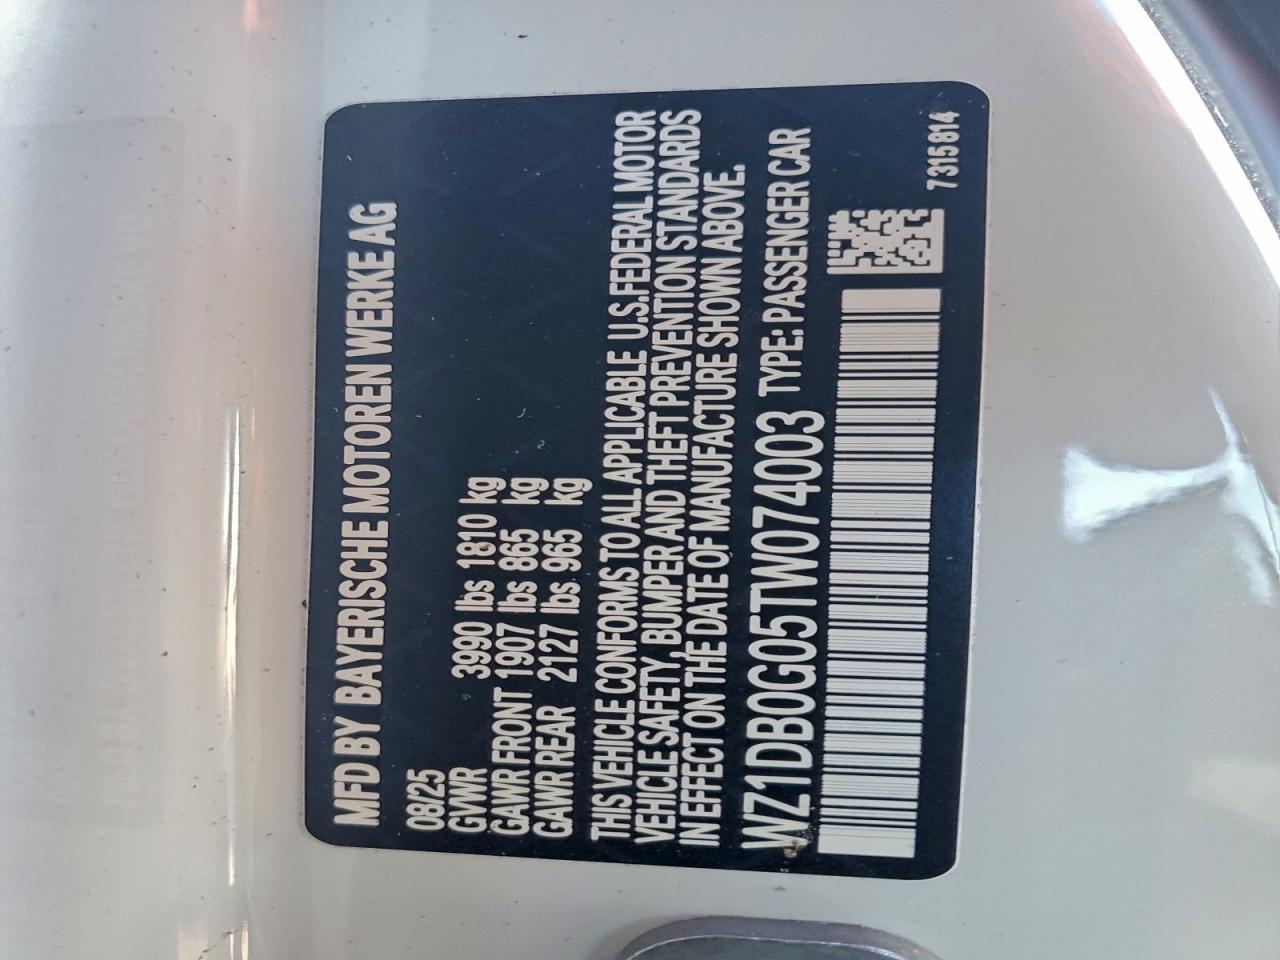 MFD BY BAYERISCHE MOTOREN WERKE AG
08/25
GVWR 3990 lbs 1810 kg
GAWR FRONT 1907 lbs 865 kg
GAWR REAR 2127 lbs 965 kg
THIS VEHICLE CONFORMS TO ALL APPLICABLE U.S.FEDERAL MOTOR
VEHICLE SAFETY, BUMPER AND THEFT PREVENTION STANDARDS
IN EFFECT ON THE DATE OF MANUFACTURE SHOWN ABOVE.
WZ1DB0G05TW074003 TYPE: PASSENGER CAR
7315814